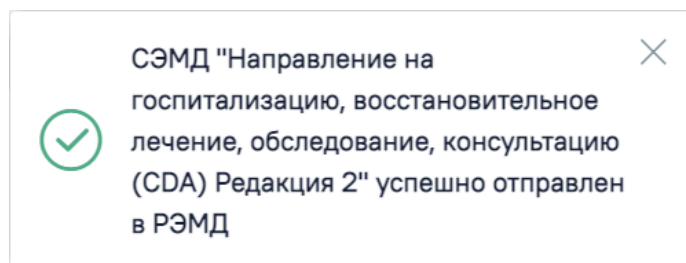 СЭМД "Направление на
госпитализацию, восстановительное
лечение, обследование, консультацию
(CDA) Редакция 2" успешно отправлен
в РЭМД